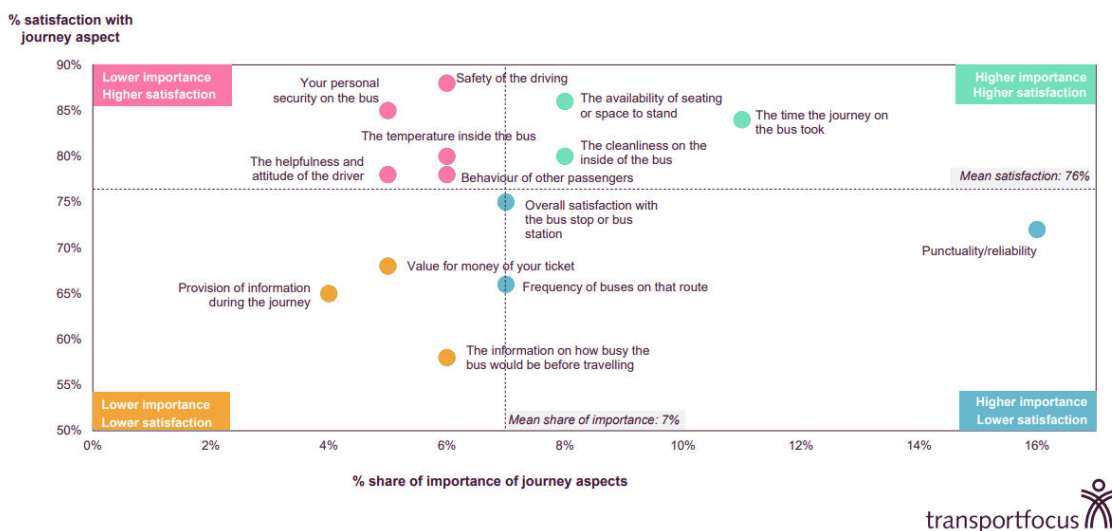 % satisfaction with
journey aspect
90%
85%
80%
75%
70%
65%
60%
55%
50%
Lower importance
Higher satisfaction
Higher importance
Higher satisfaction
Your personal
security on the bus
Safety of the driving
The availability of seating
or space to stand
The time the journey on
the bus took
The temperature inside the bus
The cleanliness on the
inside of the bus
The helpfulness and
attitude of the driver
Behaviour of other passengers
Mean satisfaction: 76%
Overall satisfaction with
the bus stop or bus
station
Punctuality/reliability
Value for money of your ticket
Provision of information
during the journey
Frequency of buses on that route
The information on how busy the
bus would be before travelling
Lower importance
Lower satisfaction
Mean share of importance: 7%
Higher importance
Lower satisfaction
0%
2%
4%
6%
8%
10%
12%
14%
16%
% share of importance of journey aspects
transportfocus